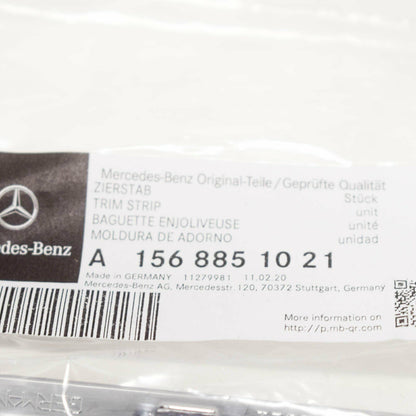 Mercedes-Benz Original-Teile/Geprüfte Qualität
ZIERSTAB Stück
TRIM STRIP unit
BAGUETTE ENJOLIVEUSE unité
MOLDURA DE ADORNO unidad
des-Benz
A 156 885 10 21
Made in GERMANY 11279981 11.02.20
Mercedes-Benz AG, Mercedesstr. 120, 70372 Stuttgart, Germany
More information on
http://p.mb-qr.com/
GERMAN